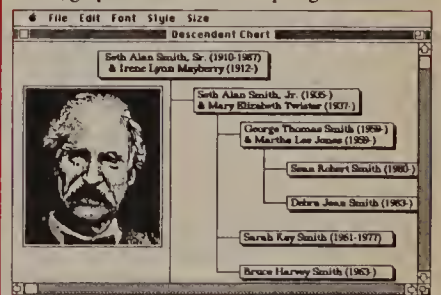 File Edit Font Style Size
Descendant Chart
Seth Alan Smith, Sr. (1910-1987)
& Irene Lynn Mayberry (1912-)
Seth Alan Smith, Jr. (1935-)
& Mary Elizabeth Twister (1937-)
George Thomas Smith (1959-)
& Martha Lee Jones (1959-)
Sean Robert Smith (1980-)
Debra Jean Smith (1983-)
Sarah Kay Smith (1961-1977)
Bruce Harvey Smith (1963-)